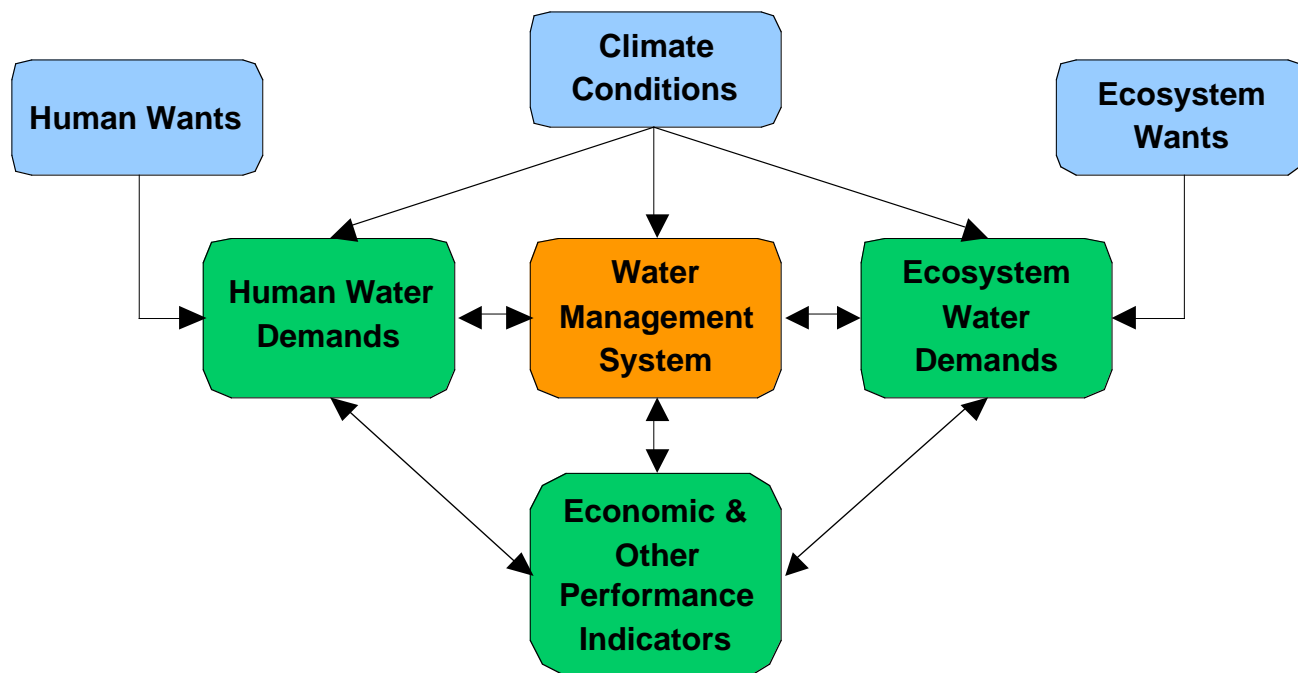 Climate
Conditions
Human Wants
Ecosystem
Wants
Human Water
Demands
Water
Management
System
Ecosystem
Water
Demands
Economic &
Other
Performance
Indicators